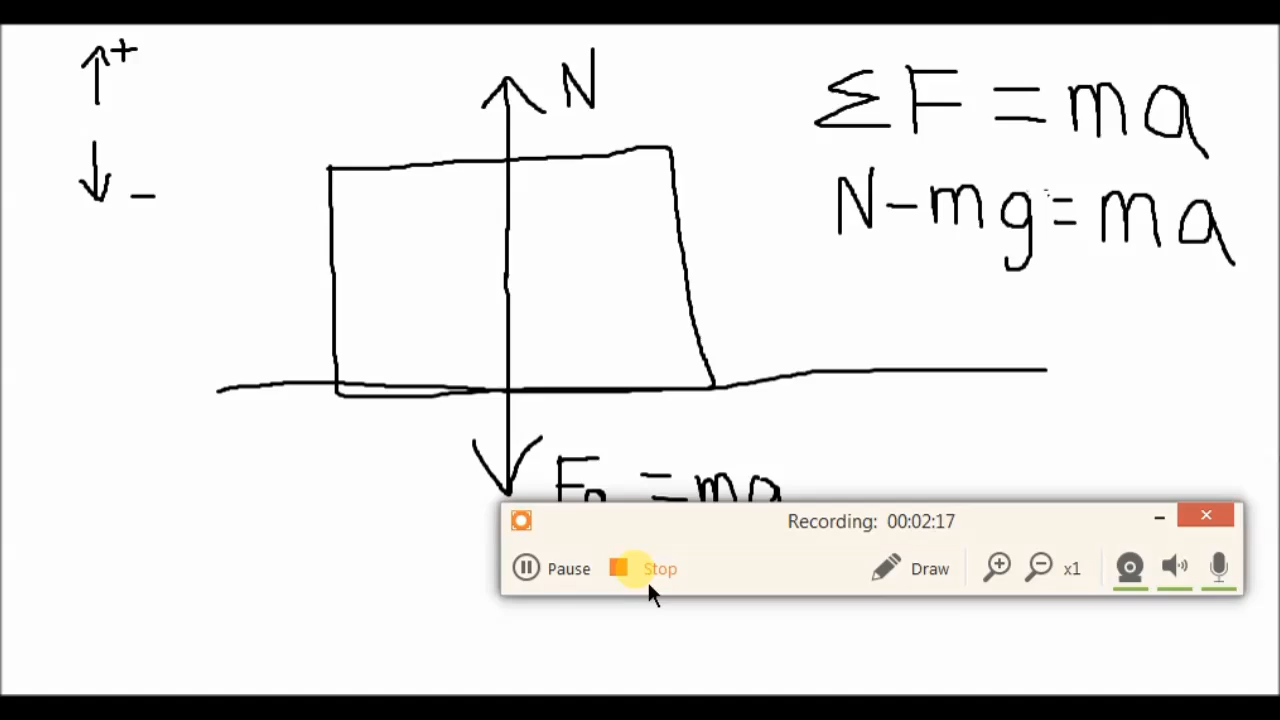 +
N
ΣF = ma
-
N - mg = ma
Recording: 00:02:17
Pause
Stop
Draw
x1